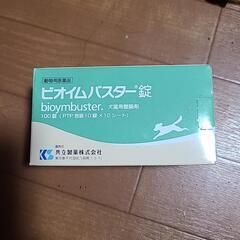 動物用医薬品
ビオイムバスター®錠
bioymbuster. 犬猫用整腸剤
100錠(PTP包装10錠×10シート)
KS 共立製薬株式会社